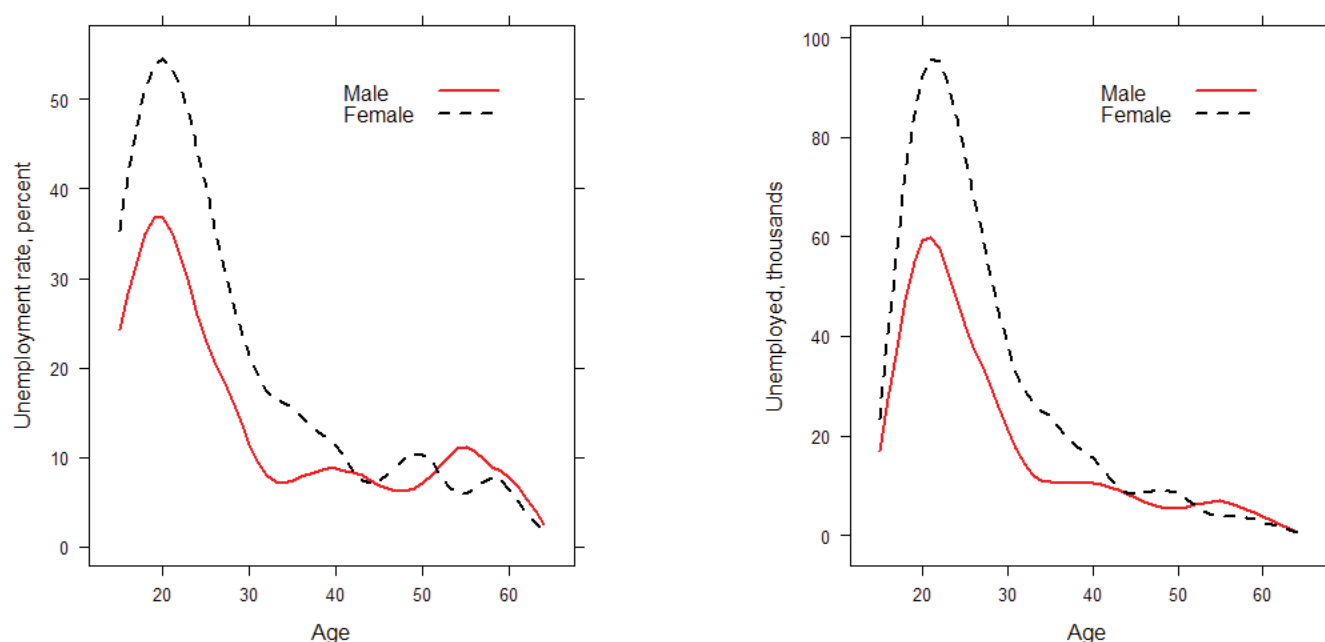 Unemployment rate, percent
50
40
30
20
10
0
Male
Female
20 30 40 50 60
Age
Unemployed, thousands
100
80
60
40
20
0
Male
Female
20 30 40 50 60
Age